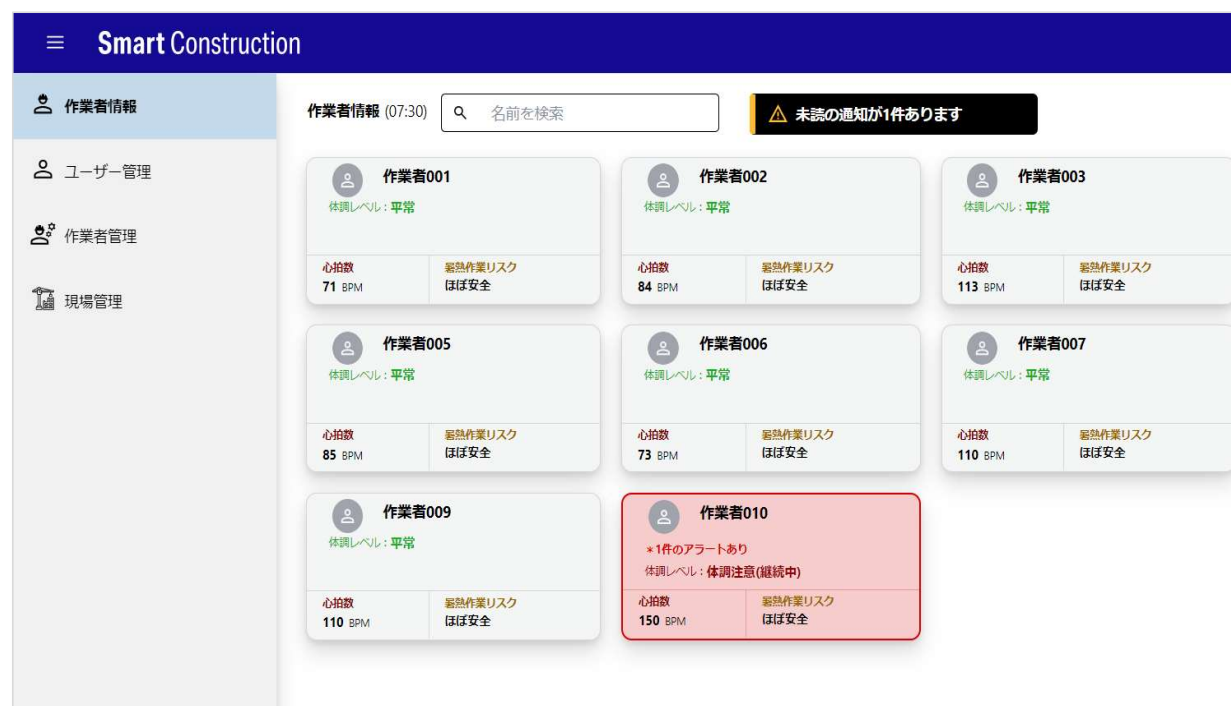 Smart Construction
作業者情報
ユーザー管理
作業者管理
現場管理
作業者情報 (07:30)
名前を検索
未読の通知が1件あります
作業者001
体調レベル : 平常
心拍数
71 BPM
暑熱作業リスク
ほぼ安全
作業者002
体調レベル : 平常
心拍数
84 BPM
暑熱作業リスク
ほぼ安全
作業者003
体調レベル : 平常
心拍数
113 BPM
暑熱作業リスク
ほぼ安全
作業者005
体調レベル : 平常
心拍数
85 BPM
暑熱作業リスク
ほぼ安全
作業者006
体調レベル : 平常
心拍数
73 BPM
暑熱作業リスク
ほぼ安全
作業者007
体調レベル : 平常
心拍数
110 BPM
暑熱作業リスク
ほぼ安全
作業者009
体調レベル : 平常
心拍数
110 BPM
暑熱作業リスク
ほぼ安全
作業者010
*1件のアラートあり
体調レベル : 体調注意(継続中)
心拍数
150 BPM
暑熱作業リスク
ほぼ安全